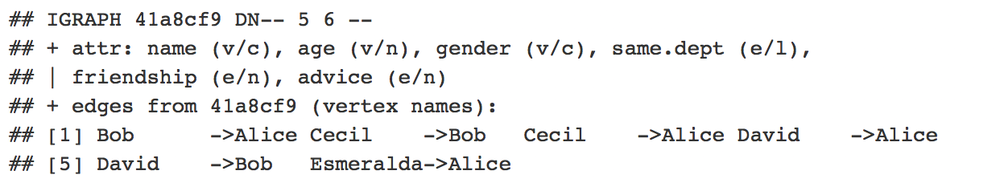 ## IGRAPH 41a8cf9 DN-- 5 6 --
## + attr: name (v/c), age (v/n), gender (v/c), same.dept (e/l),
## | friendship (e/n), advice (e/n)
## + edges from 41a8cf9 (vertex names):
## [1] Bob      ->Alice Cecil    ->Bob   Cecil    ->Alice David    ->Alice
## [5] David    ->Bob   Esmeralda->Alice